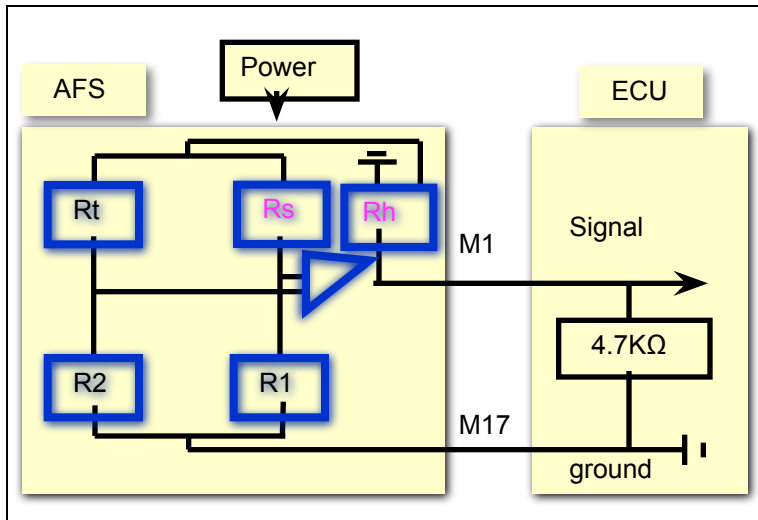 Power
AFS
ECU
Rt
Rs
Rh
M1
Signal
4.7KΩ
R2
R1
M17
ground